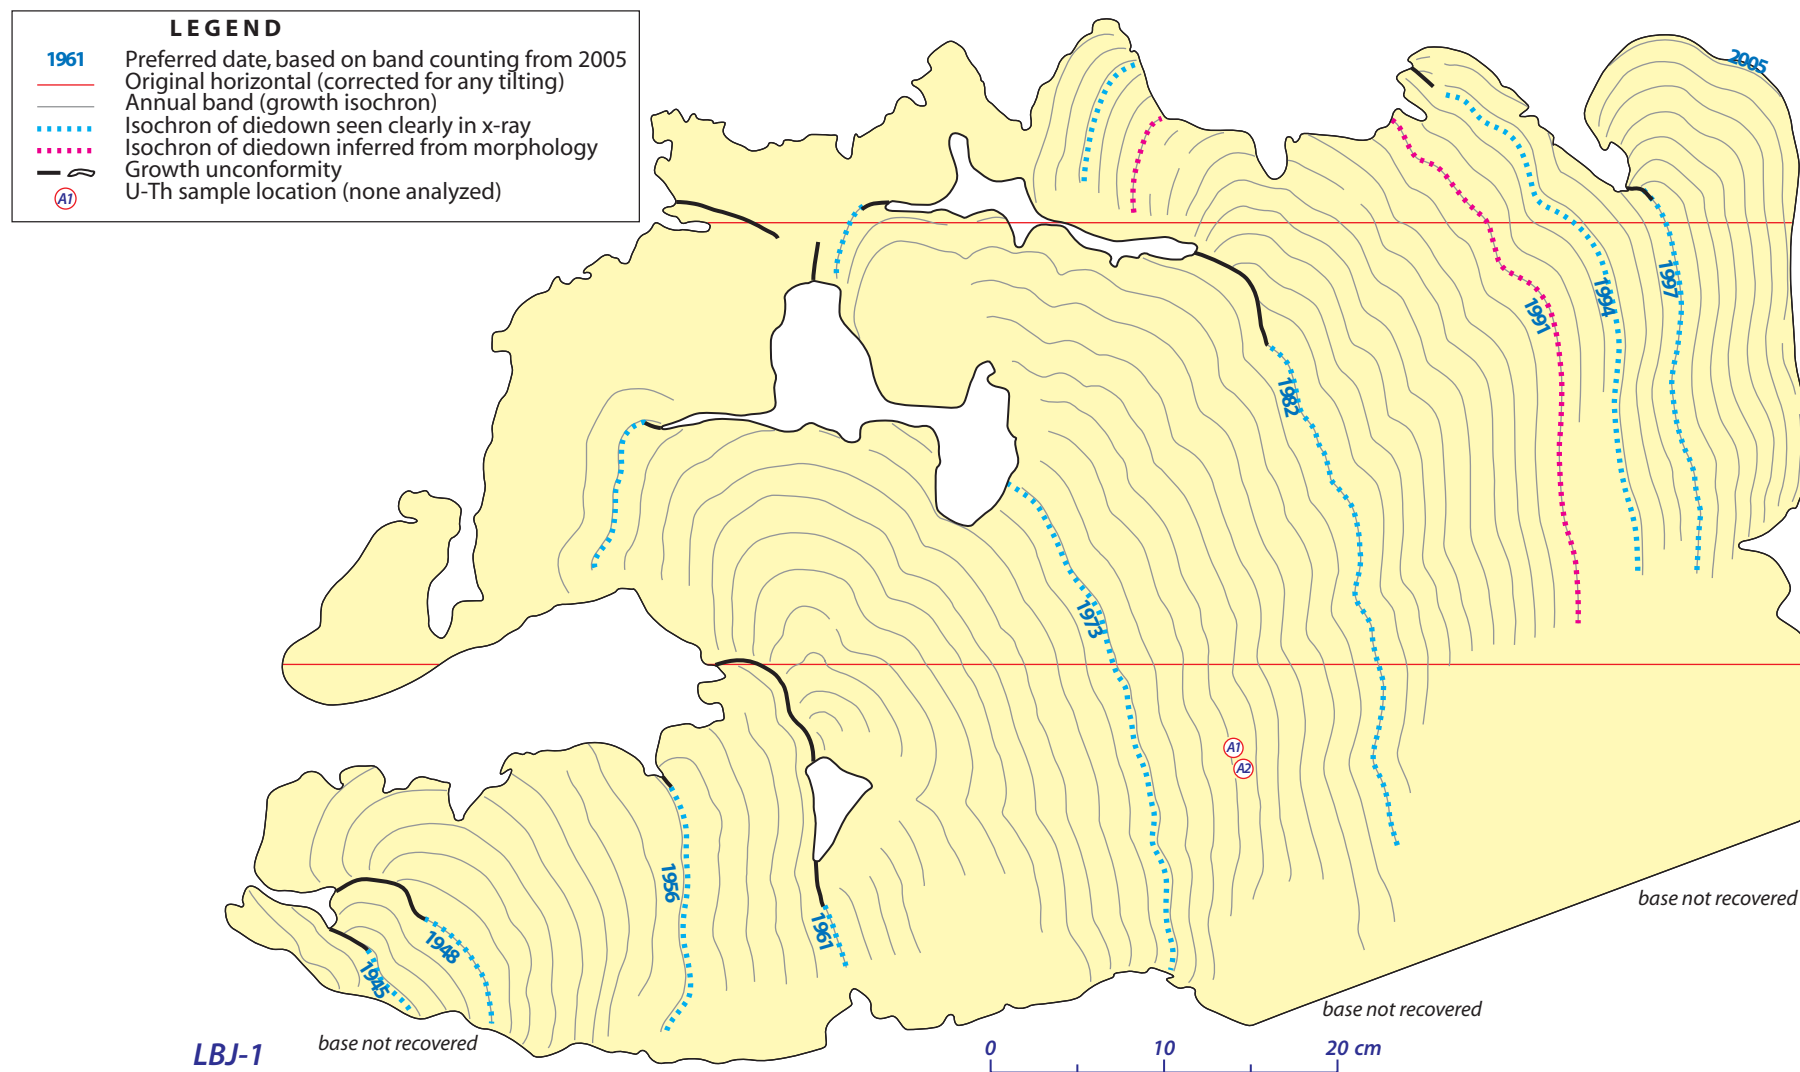 LEGEND
1961 Preferred date, based on band counting from 2005
Original horizontal (corrected for any tilting)
Annual band (growth isochron)
Isochron of diedown seen clearly in x-ray
Isochron of diedown inferred from morphology
Growth unconformity
A1 U-Th sample location (none analyzed)
2005
1997
1994
1991
1982
1973
A1
A2
1956
1961
1948
1945
base not recovered
base not recovered
base not recovered
LBJ-1
0 10 20 cm